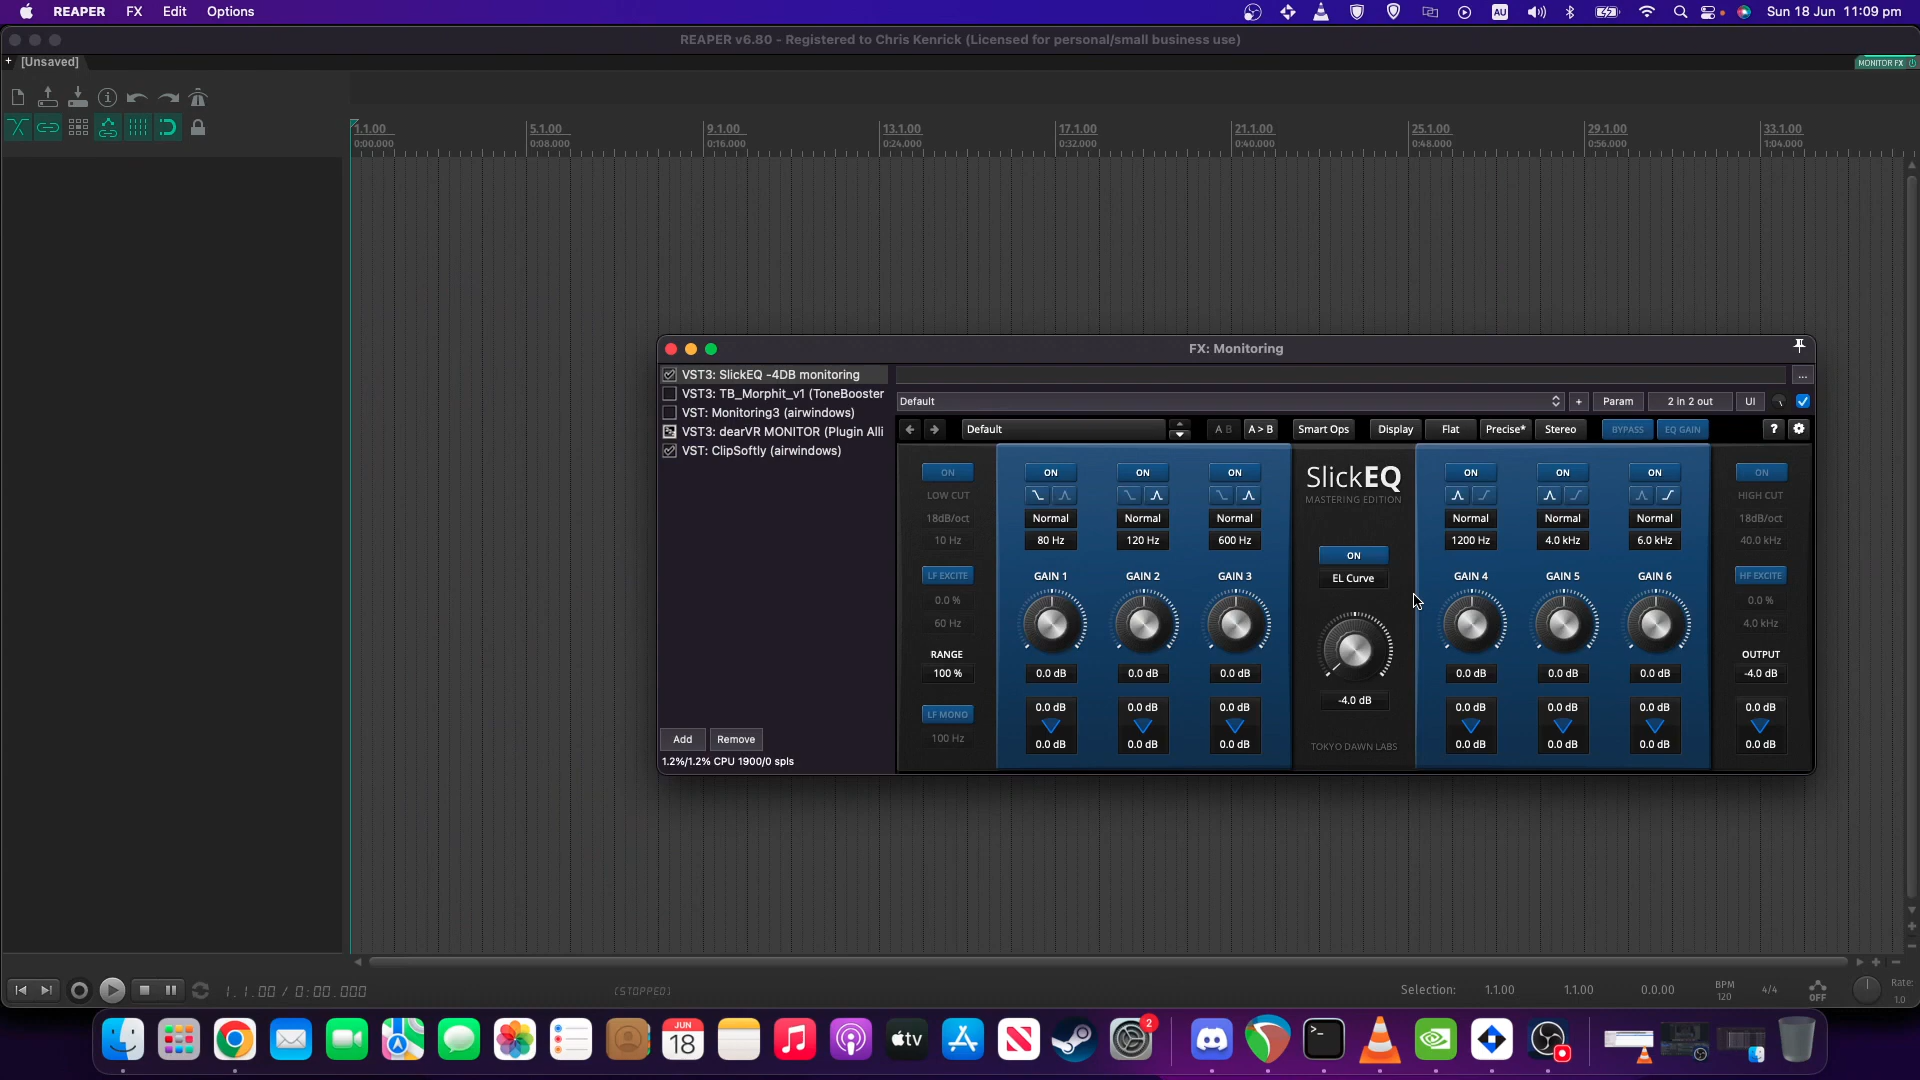 REAPER FX Edit Options
AU Sun 18 Jun 11:09 pm
REAPER v6.80 - Registered to Chris Kenrick (Licensed for personal/small business use)
+ [Unsaved]
MONITOR FX
1.1.00 5.1.00 9.1.00 13.1.00 17.1.00 21.1.00 25.1.00 29.1.00 33.1.00
0:00.000 0:08.000 0:16.000 0:24.000 0:32.000 0:40.000 0:48.000 0:56.000 1:04.000
FX: Monitoring
VST3: SlickEQ -4DB monitoring
VST3: TB_Morphit_v1 (ToneBooster
VST: Monitoring3 (airwindows)
VST3: dearVR MONITOR (Plugin Alli
VST: ClipSoftly (airwindows)
...
Default + Param 2 in 2 out UI
Default A B A > B Smart Ops Display Flat Precise* Stereo BYPASS EQ GAIN ?
ON ON ON ON SlickEQ ON ON ON ON
LOW CUT MASTERING EDITION HIGH CUT
18dB/oct Normal Normal Normal Normal Normal Normal 18dB/oct
10 Hz 80 Hz 120 Hz 600 Hz 1200 Hz 4.0 kHz 6.0 kHz 40.0 kHz
ON
LF EXCITE GAIN 1 GAIN 2 GAIN 3 EL Curve GAIN 4 GAIN 5 GAIN 6 HF EXCITE
0.0 % 0.0 %
60 Hz 4.0 kHz
RANGE OUTPUT
100 % 0.0 dB 0.0 dB 0.0 dB 0.0 dB 0.0 dB 0.0 dB -4.0 dB
-4.0 dB
LF MONO 0.0 dB 0.0 dB 0.0 dB 0.0 dB 0.0 dB 0.0 dB 0.0 dB
100 Hz 0.0 dB 0.0 dB 0.0 dB TOKYO DAWN LABS 0.0 dB 0.0 dB 0.0 dB 0.0 dB
Add Remove
1.2%/1.2% CPU 1900/0 spls
1.1.00 / 0:00.000 [STOPPED] Selection: 1.1.00 1.1.00 0.0.00 BPM 120 4/4 OFF Rate: 1.0
JUN
18
tv
2